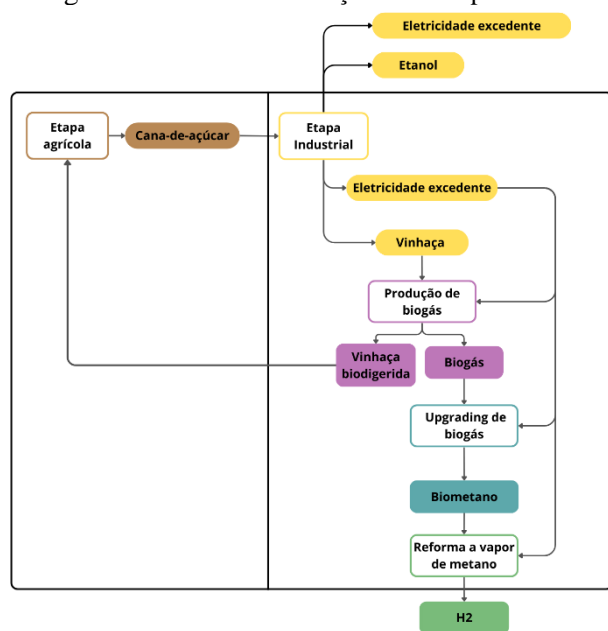 Eletricidade excedente
Etanol
Etapa
agrícola
Cana-de-açúcar
Etapa
Industrial
Eletricidade excedente
Vinhaça
Produção de
biogás
Vinhaça
biodigerida
Biogás
Upgrading de
biogás
Biometano
Reforma a vapor
de metano
H2